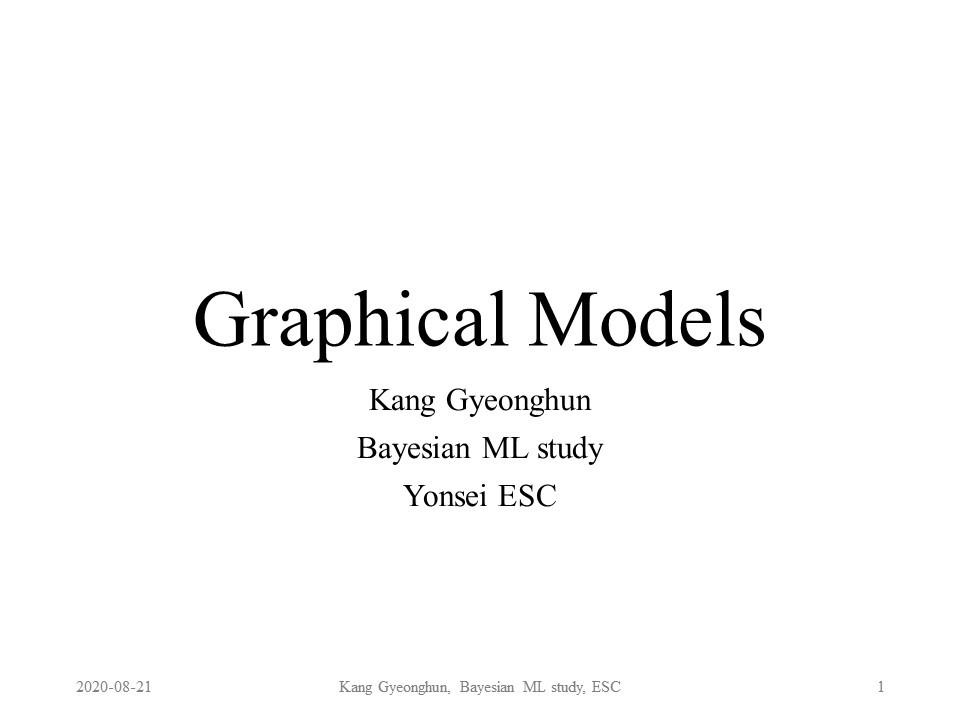 Graphical Models
Kang Gyeonghun
Bayesian ML study
Yonsei ESC
2020-08-21 Kang Gyeonghun, Bayesian ML study, ESC 1